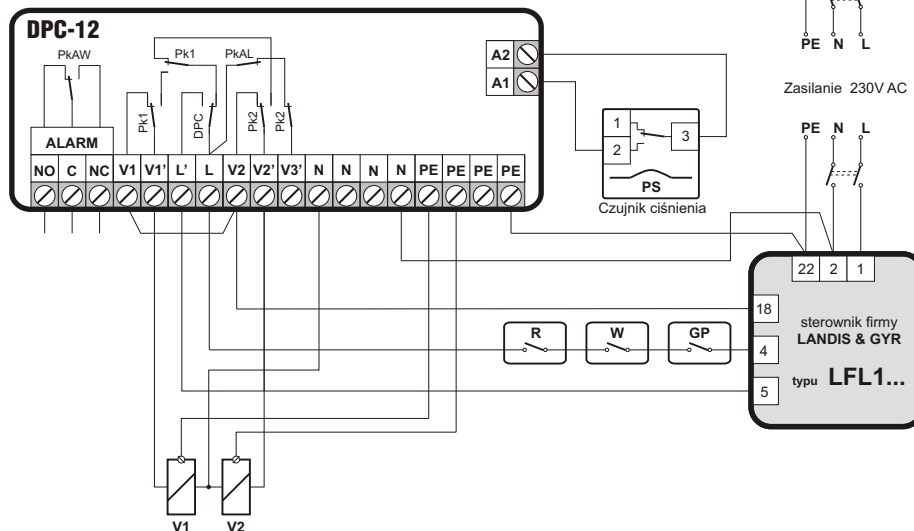 DPC-12
PkAW
Pk1
PkAL
Pk1
DPC
Pk2
Pk2
ALARM
NO C NC V1 V1' L' L V2 V2' V3' N N N N PE PE PE PE
A2
A1
1
2
3
PS
Czujnik ciśnienia
PE N L
Zasilanie 230V AC
PE N L
22 2 1
18
4
5
sterownik firmy
LANDIS & GYR
typu LFL1...
R
W
GP
V1
V2